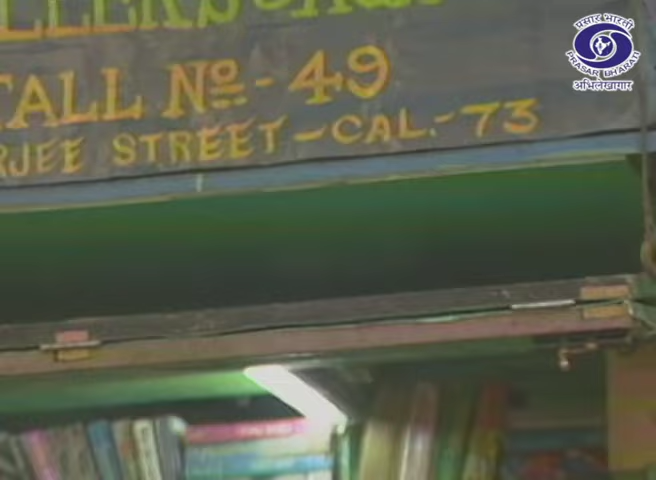 प्रसार भारती
PRASAR BHARATI
अभिलेखागार
TALL Nº - 49
RJEE STREET - CAL. - 73